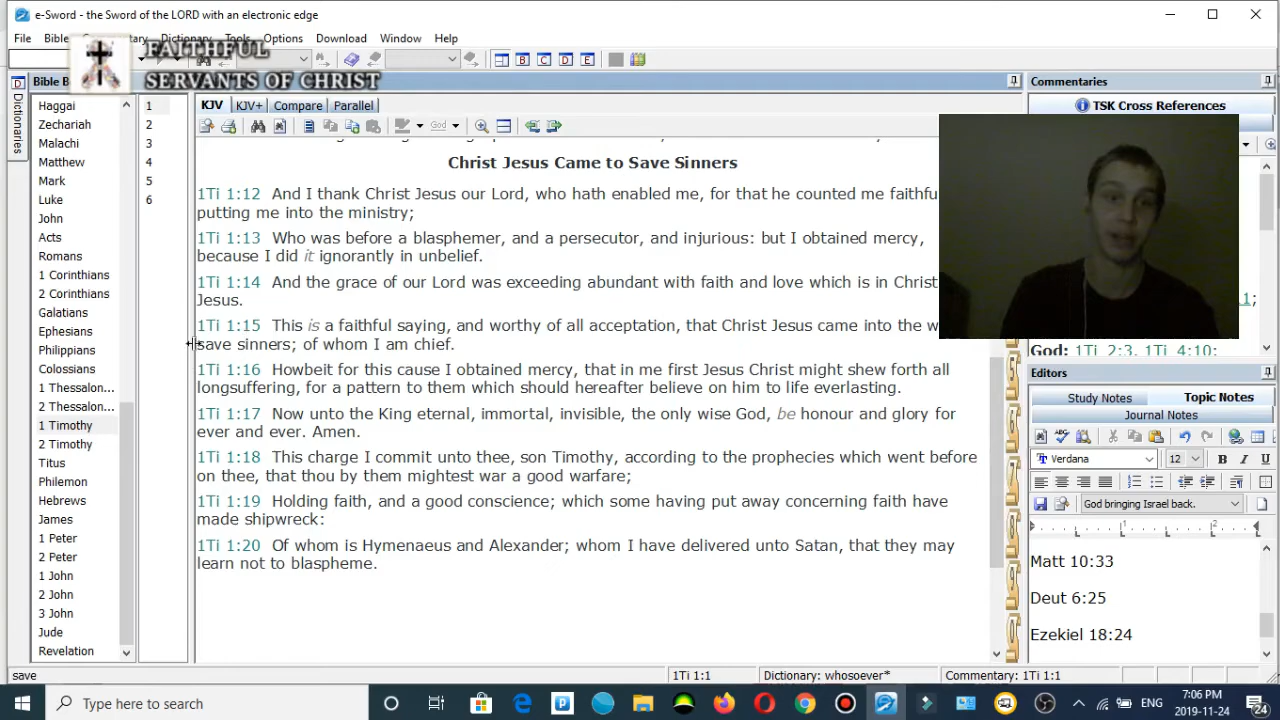 e-Sword - the Sword of the LORD with an electronic edge
File Bible Commentary Dictionary Tools Options Download Window Help
FAITHFUL
SERVANTS OF CHRIST
Dictionaries
Bible B
Haggai
Zechariah
Malachi
Matthew
Mark
Luke
John
Acts
Romans
1 Corinthians
2 Corinthians
Galatians
Ephesians
Philippians
Colossians
1 Thessalon...
2 Thessalon...
1 Timothy
2 Timothy
Titus
Philemon
Hebrews
James
1 Peter
2 Peter
1 John
2 John
3 John
Jude
Revelation
1
2
3
4
5
6
KJV KJV+ Compare Parallel
God
Christ Jesus Came to Save Sinners
1Ti 1:12 And I thank Christ Jesus our Lord, who hath enabled me, for that he counted me faithfu
putting me into the ministry;
1Ti 1:13 Who was before a blasphemer, and a persecutor, and injurious: but I obtained mercy,
because I did it ignorantly in unbelief.
1Ti 1:14 And the grace of our Lord was exceeding abundant with faith and love which is in Christ
Jesus.
1Ti 1:15 This is a faithful saying, and worthy of all acceptation, that Christ Jesus came into the w
save sinners; of whom I am chief.
1Ti 1:16 Howbeit for this cause I obtained mercy, that in me first Jesus Christ might shew forth all
longsuffering, for a pattern to them which should hereafter believe on him to life everlasting.
1Ti 1:17 Now unto the King eternal, immortal, invisible, the only wise God, be honour and glory for
ever and ever. Amen.
1Ti 1:18 This charge I commit unto thee, son Timothy, according to the prophecies which went before
on thee, that thou by them mightest war a good warfare;
1Ti 1:19 Holding faith, and a good conscience; which some having put away concerning faith have
made shipwreck:
1Ti 1:20 Of whom is Hymenaeus and Alexander; whom I have delivered unto Satan, that they may
learn not to blaspheme.
Commentaries
TSK Cross References
1;
God: 1Ti 2:3, 1Ti 4:10;
Editors
Study Notes Topic Notes
Journal Notes
Verdana 12 B I U
God bringing Israel back.
1 2
Matt 10:33
Deut 6:25
Ezekiel 18:24
save 1Ti 1:1 Dictionary: whosoever* Commentary: 1Ti 1:1
Type here to search
ENG
7:06 PM
2019-11-24
24